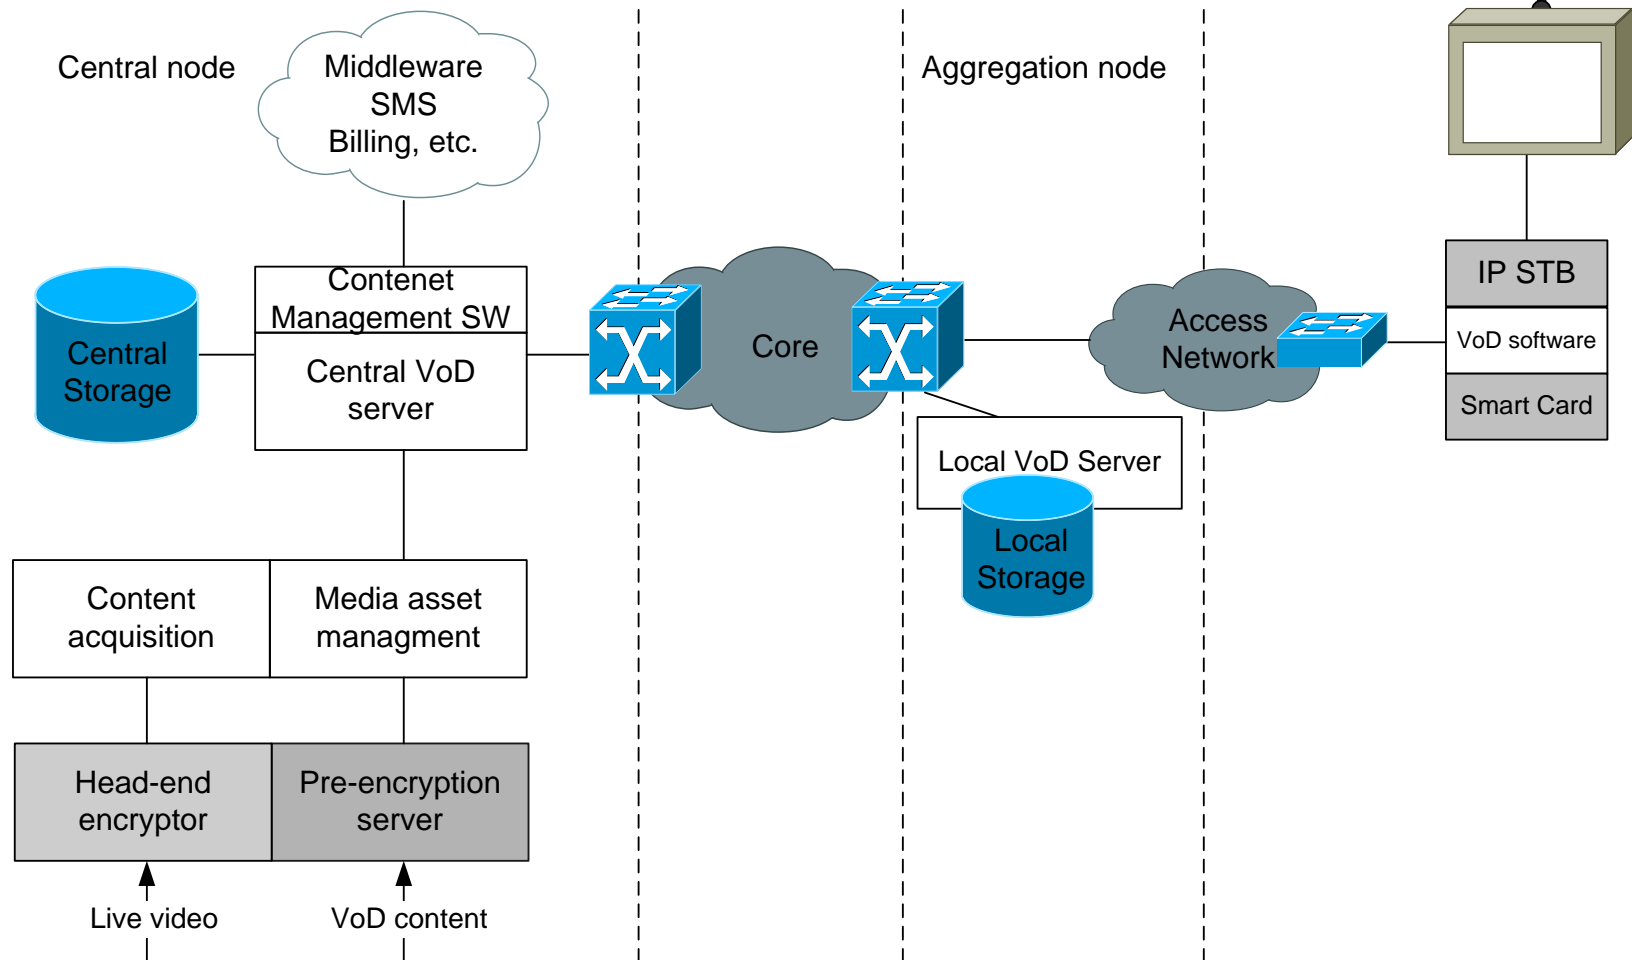 Central node
Middleware
SMS
Billing, etc.
Aggregation node
Contenet
Management SW
Central VoD
server
Central
Storage
Core
Access
Network
IP STB
VoD software
Smart Card
Local VoD Server
Local
Storage
Content
acquisition
Media asset
managment
Head-end
encryptor
Pre-encryption
server
Live video
VoD content